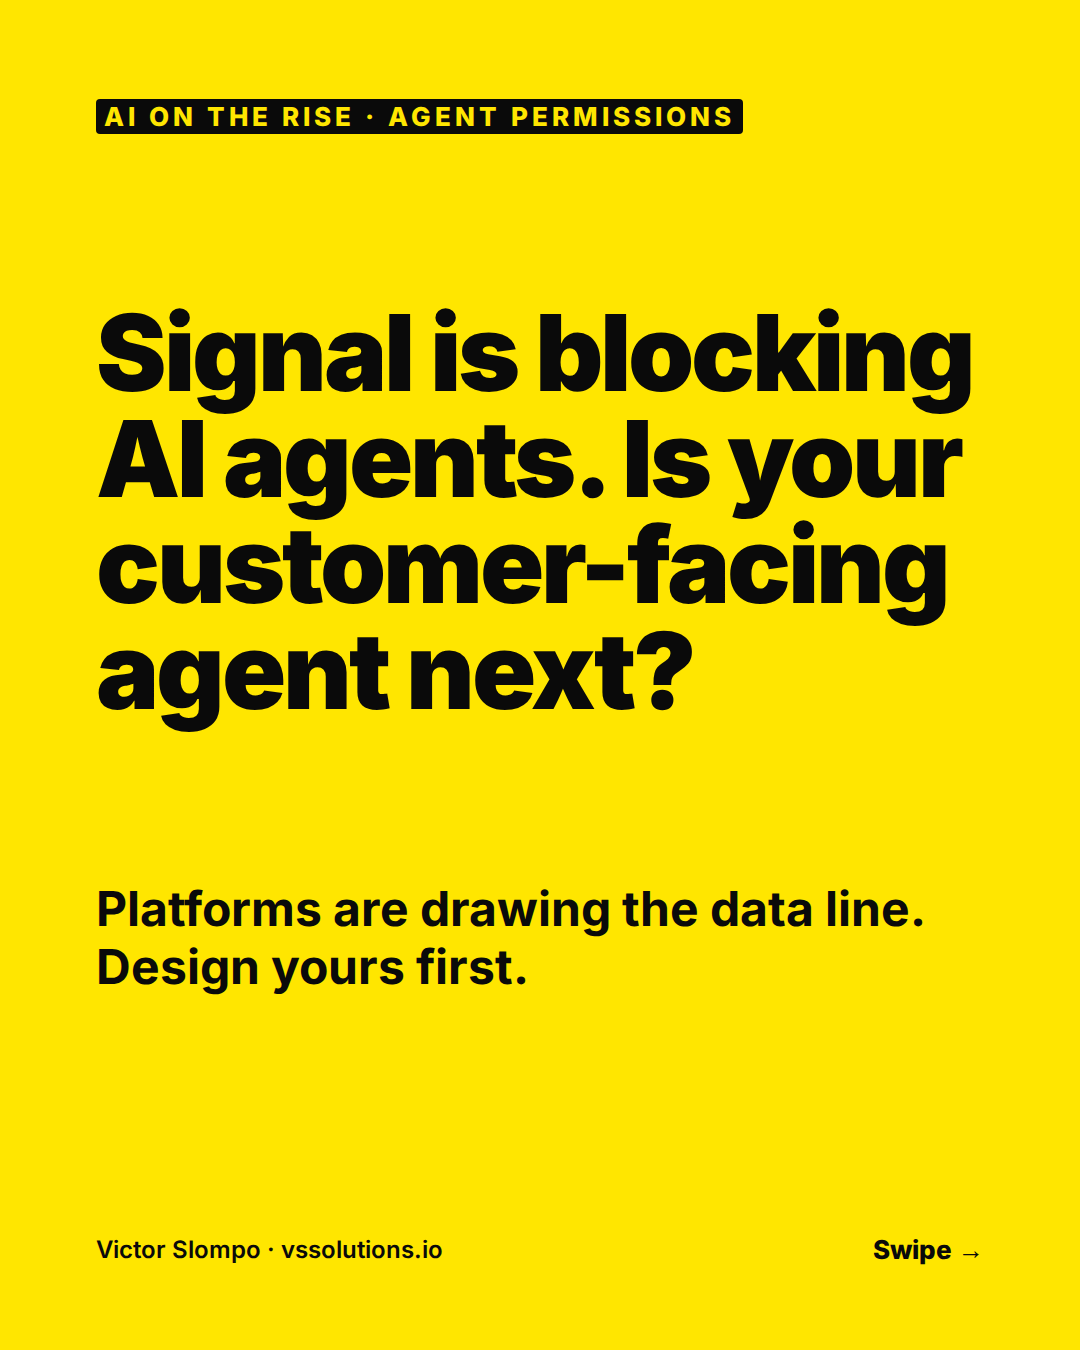 AI ON THE RISE · AGENT PERMISSIONS
Signal is blocking
AI agents. Is your
customer-facing
agent next?
Platforms are drawing the data line.
Design yours first.
Victor Slompo · vssolutions.io
Swipe →